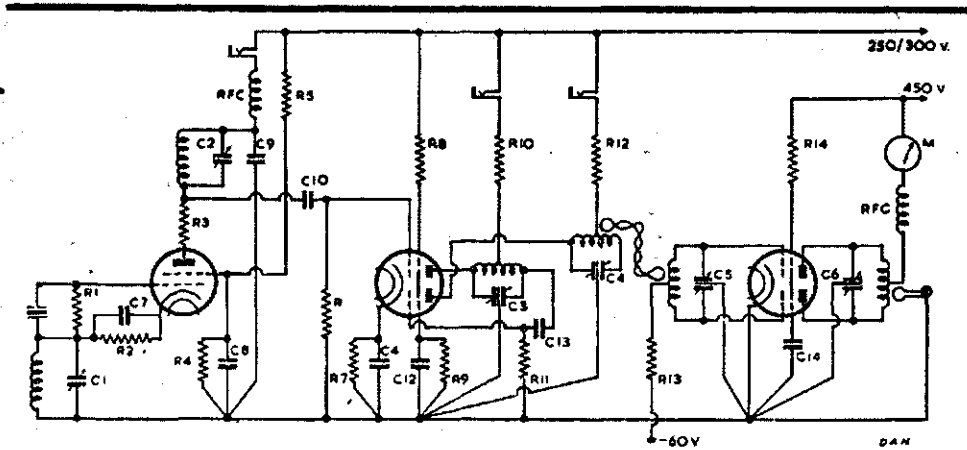 250/300 V.
450 V
RFC
R5
C2
C9
R8
R10
R12
R14
M
RFC
C10
R3
R1
C7
R2
R4
C8
C1
R
R7
C4
C12
R9
C3
C13
R11
C4
C5
R13
C6
C14
-60V
DAH